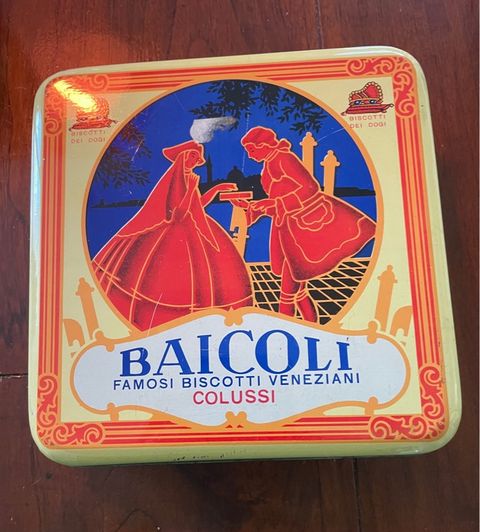 BISCOTTI
DEI DOGI
BISCOTTI
DEI DOGI
BAICOLI
FAMOSI BISCOTTI VENEZIANI
COLUSSI